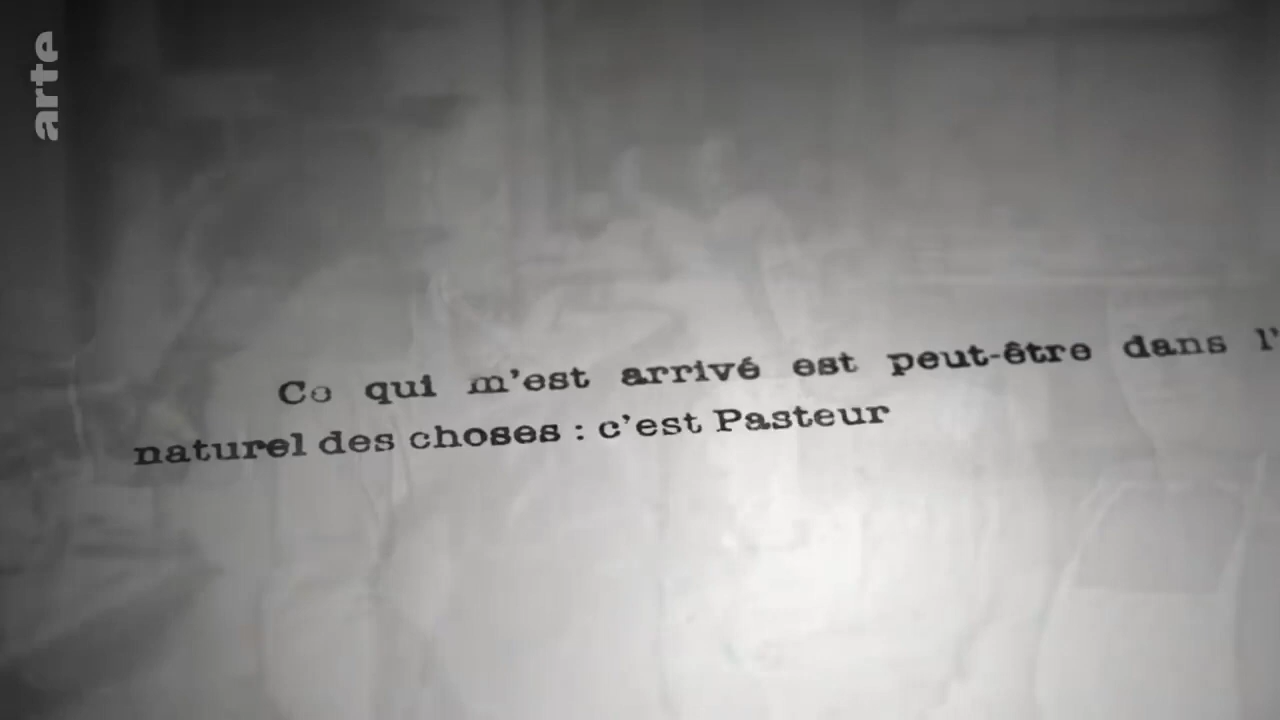 arte
Ce qui m'est arrivé est peut-être dans l'
naturel des choses : c'est Pasteur